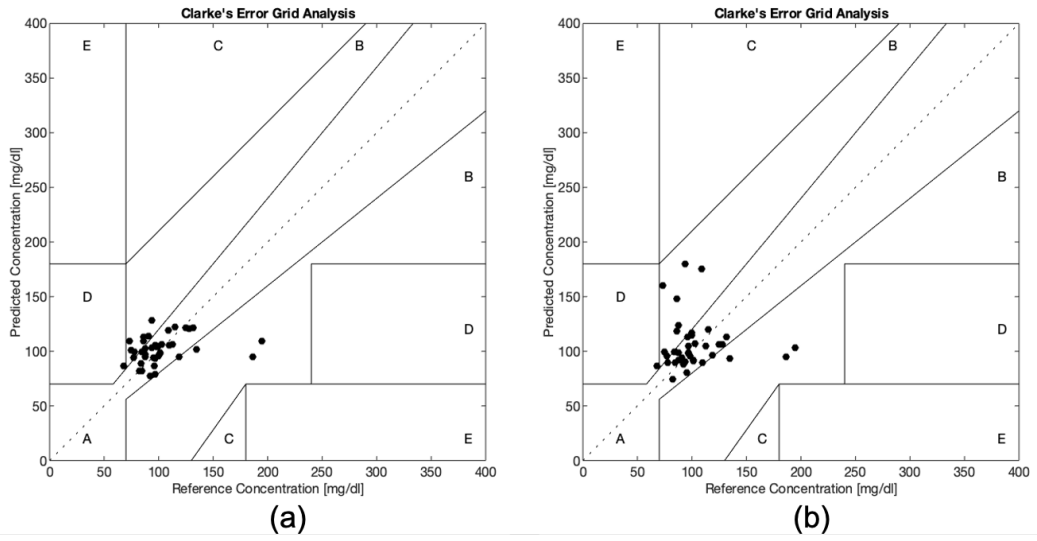 Clarke's Error Grid Analysis
400
350
300
250
200
150
100
50
0
Predicted Concentration [mg/dl]
E
C
B
B
D
D
A
C
E
0 50 100 150 200 250 300 350 400
Reference Concentration [mg/dl]
(a)
Clarke's Error Grid Analysis
400
350
300
250
200
150
100
50
0
Predicted Concentration [mg/dl]
E
C
B
B
D
D
A
C
E
0 50 100 150 200 250 300 350 400
Reference Concentration [mg/dl]
(b)